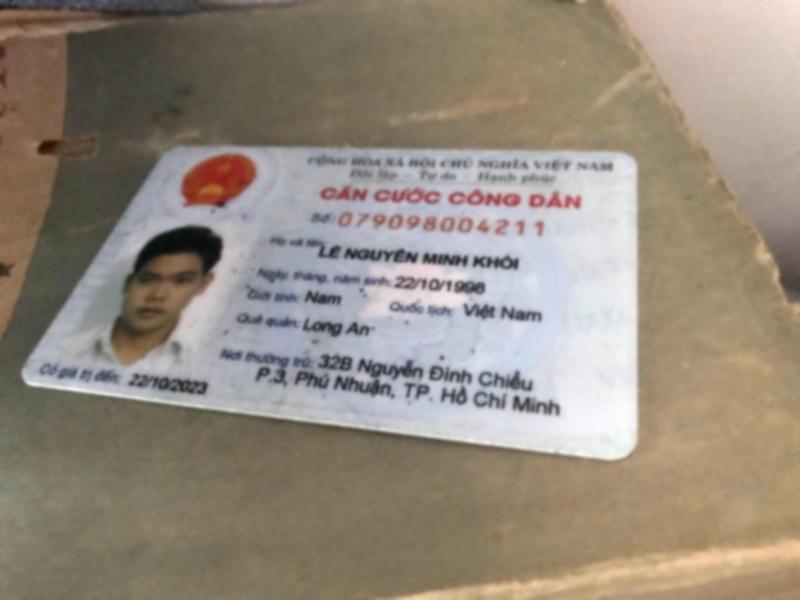 CỘNG HÒA XÃ HỘI CHỦ NGHĨA VIỆT NAM
Độc lập - Tự do - Hạnh phúc
CĂN CƯỚC CÔNG DÂN
Số: 079098004211
Họ và tên: LÊ NGUYÊN MINH KHÔI
Ngày, tháng, năm sinh: 22/10/1998
Giới tính: Nam Quốc tịch: Việt Nam
Quê quán: Long An
Nơi thường trú: 32B Nguyễn Đình Chiểu
P.3, Phú Nhuận, TP. Hồ Chí Minh
Có giá trị đến: 22/10/2023